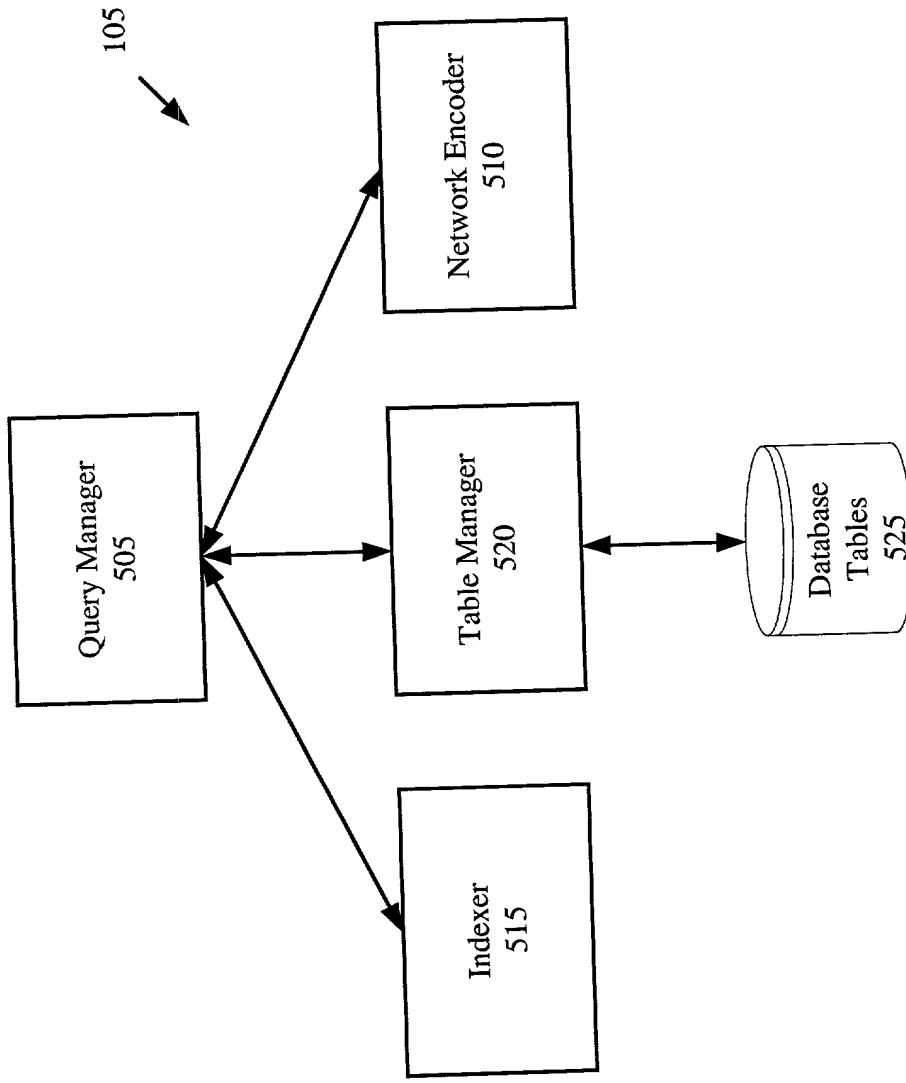 105
Query Manager
505
Indexer
515
Table Manager
520
Network Encoder
510
Database
Tables
525